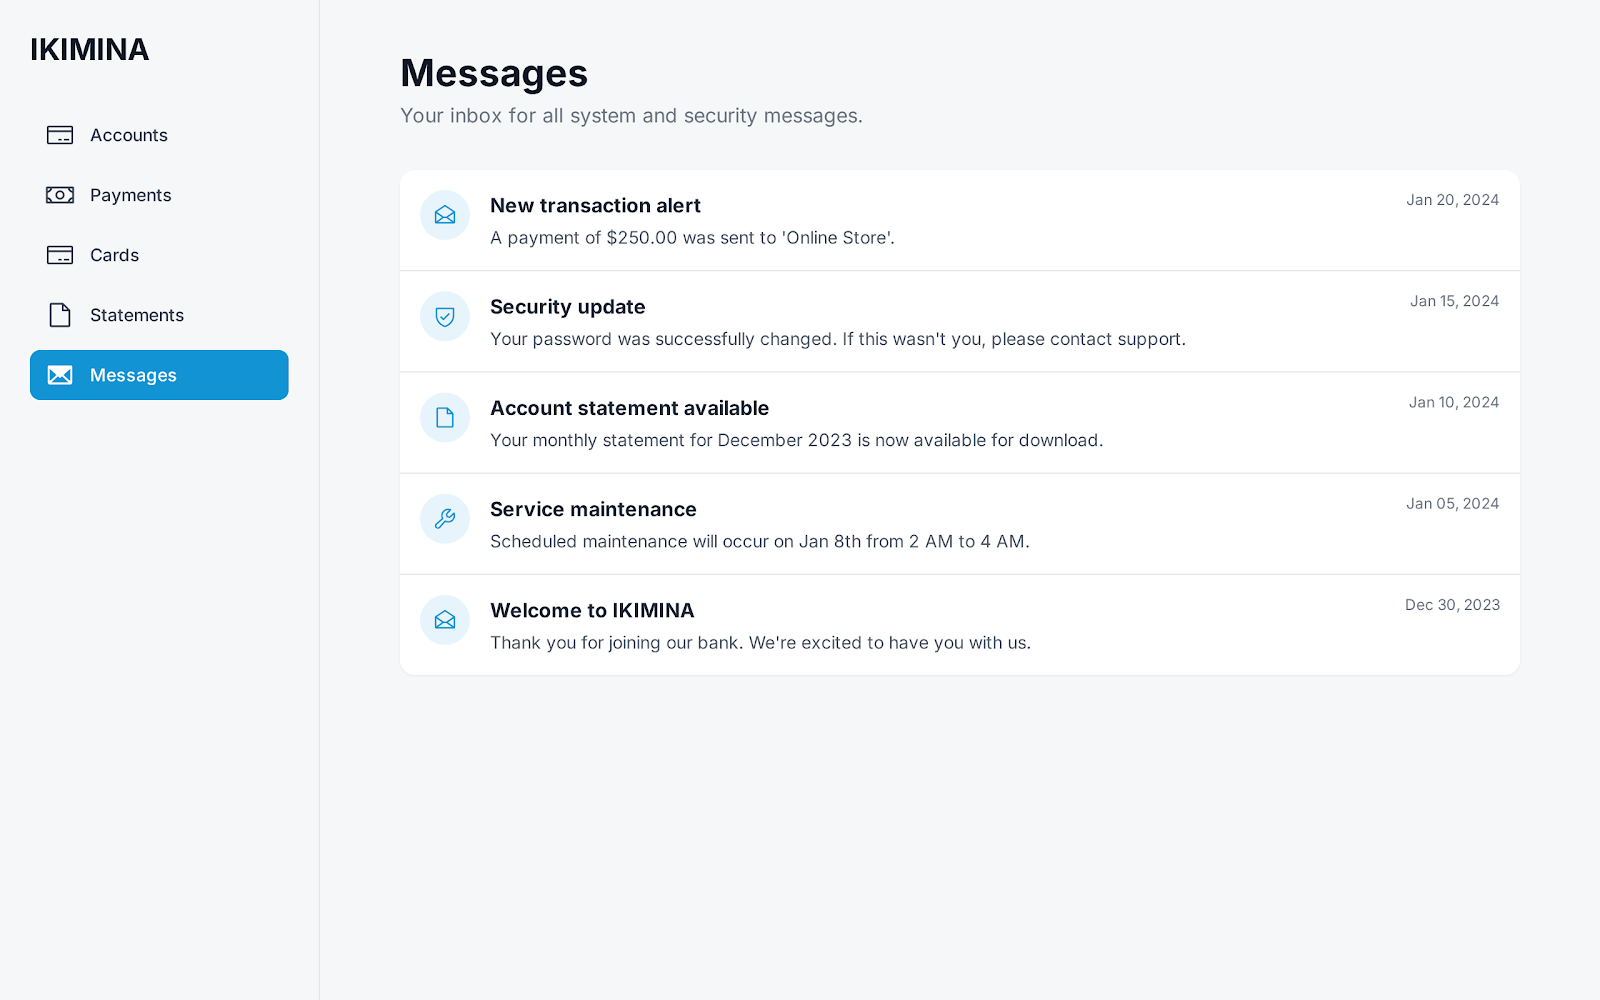 IKIMINA
Accounts
Payments
Cards
Statements
Messages
Messages
Your inbox for all system and security messages.
New transaction alert
Jan 20, 2024
A payment of $250.00 was sent to 'Online Store'.
Security update
Jan 15, 2024
Your password was successfully changed. If this wasn't you, please contact support.
Account statement available
Jan 10, 2024
Your monthly statement for December 2023 is now available for download.
Service maintenance
Jan 05, 2024
Scheduled maintenance will occur on Jan 8th from 2 AM to 4 AM.
Welcome to IKIMINA
Dec 30, 2023
Thank you for joining our bank. We're excited to have you with us.